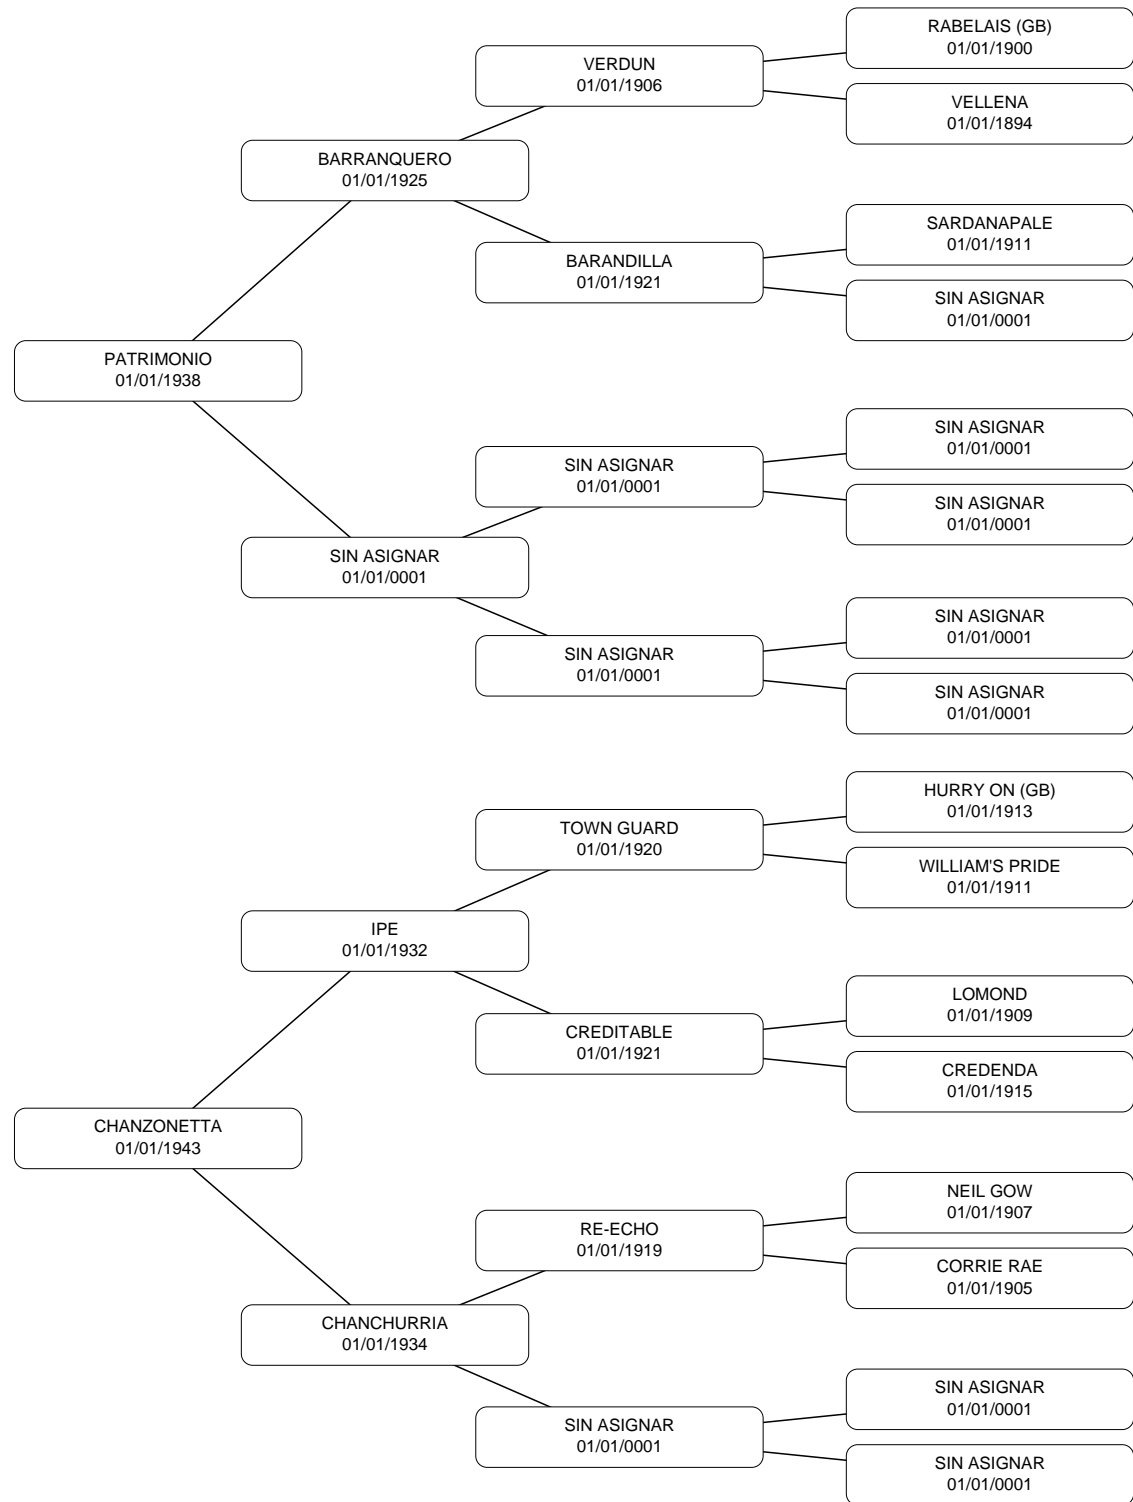 RABELAIS (GB)
01/01/1900
VERDUN
01/01/1906
VELLENA
01/01/1894
BARRANQUERO
01/01/1925
SARDANAPALE
01/01/1911
BARANDILLA
01/01/1921
SIN ASIGNAR
01/01/0001
PATRIMONIO
01/01/1938
SIN ASIGNAR
01/01/0001
SIN ASIGNAR
01/01/0001
SIN ASIGNAR
01/01/0001
SIN ASIGNAR
01/01/0001
SIN ASIGNAR
01/01/0001
SIN ASIGNAR
01/01/0001
SIN ASIGNAR
01/01/0001
HURRY ON (GB)
01/01/1913
TOWN GUARD
01/01/1920
WILLIAM'S PRIDE
01/01/1911
IPE
01/01/1932
LOMOND
01/01/1909
CREDITABLE
01/01/1921
CREDENDA
01/01/1915
CHANZONETTA
01/01/1943
NEIL GOW
01/01/1907
RE-ECHO
01/01/1919
CORRIE RAE
01/01/1905
CHANCHURRIA
01/01/1934
SIN ASIGNAR
01/01/0001
SIN ASIGNAR
01/01/0001
SIN ASIGNAR
01/01/0001